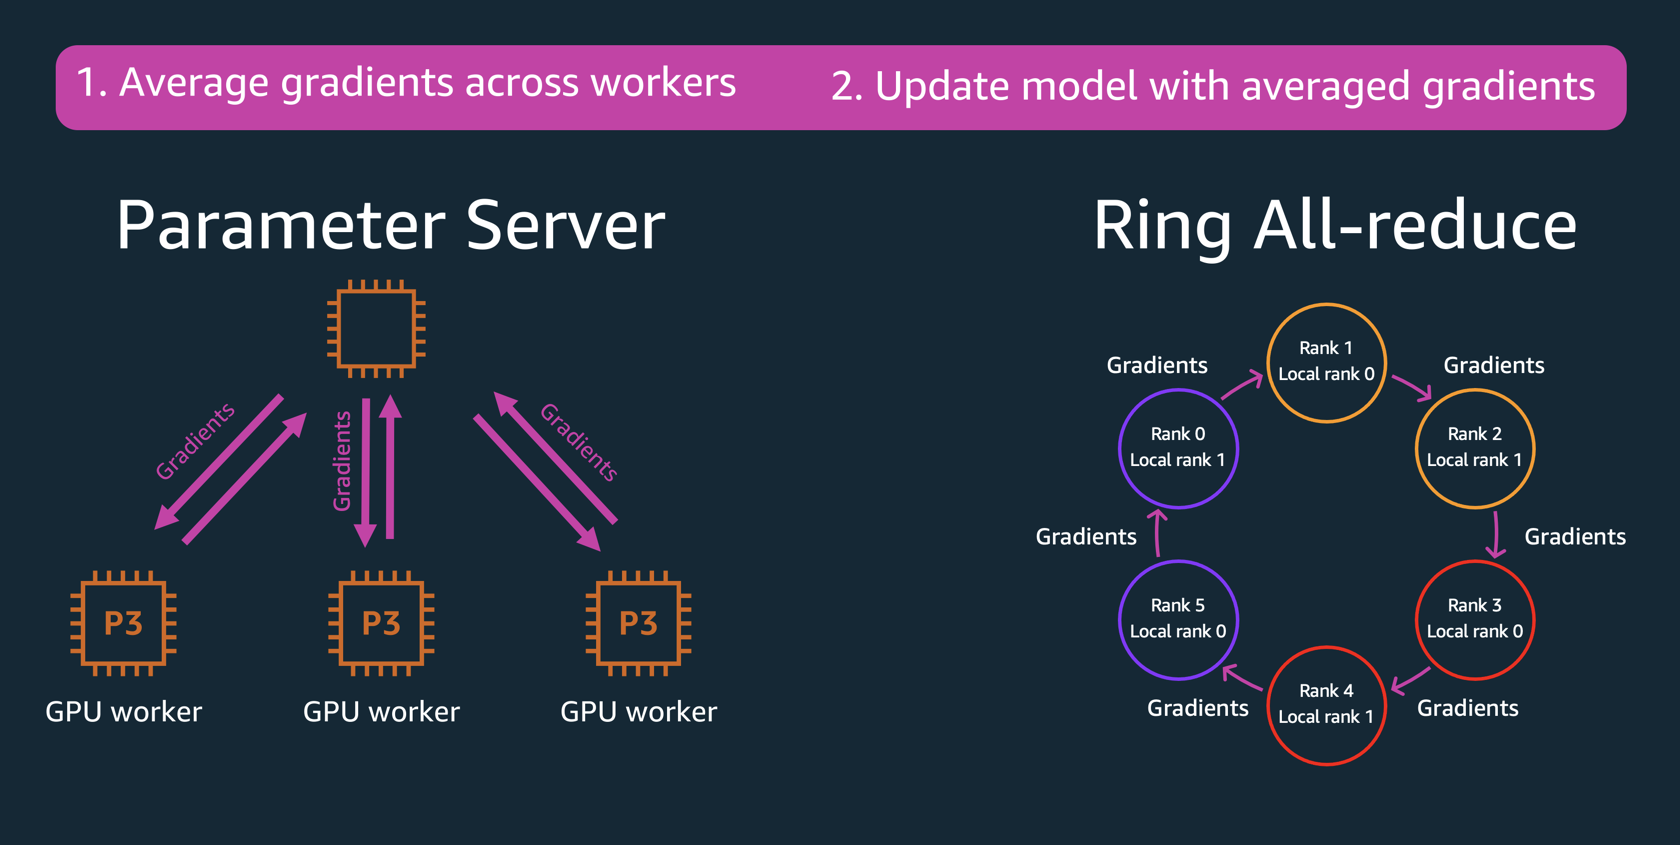 1. Average gradients across workers
2. Update model with averaged gradients
Parameter Server
Gradients
Gradients
Gradients
P3
P3
P3
GPU worker
GPU worker
GPU worker
Ring All-reduce
Rank 1
Local rank 0
Gradients
Gradients
Rank 0
Local rank 1
Rank 2
Local rank 1
Gradients
Gradients
Rank 5
Local rank 0
Rank 3
Local rank 0
Gradients
Gradients
Rank 4
Local rank 1